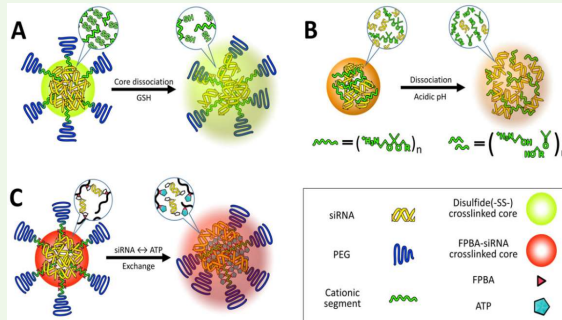 A
Core dissociation
GSH
B
Dissociation
Acidic pH
n
n
C
siRNA ↔ ATP
Exchange
siRNA
Disulfide(-SS-)
crosslinked core
PEG
FPBA-siRNA
crosslinked core
FPBA
Cationic
segment
ATP